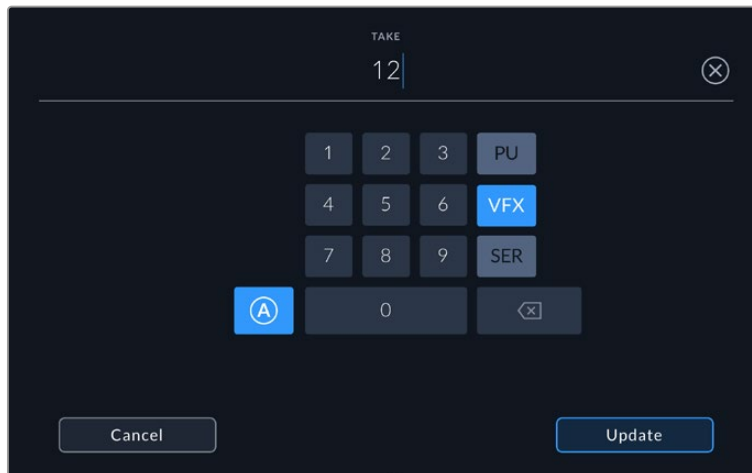 TAKE
12
1 2 3 PU
4 5 6 VFX
7 8 9 SER
A 0
Cancel Update